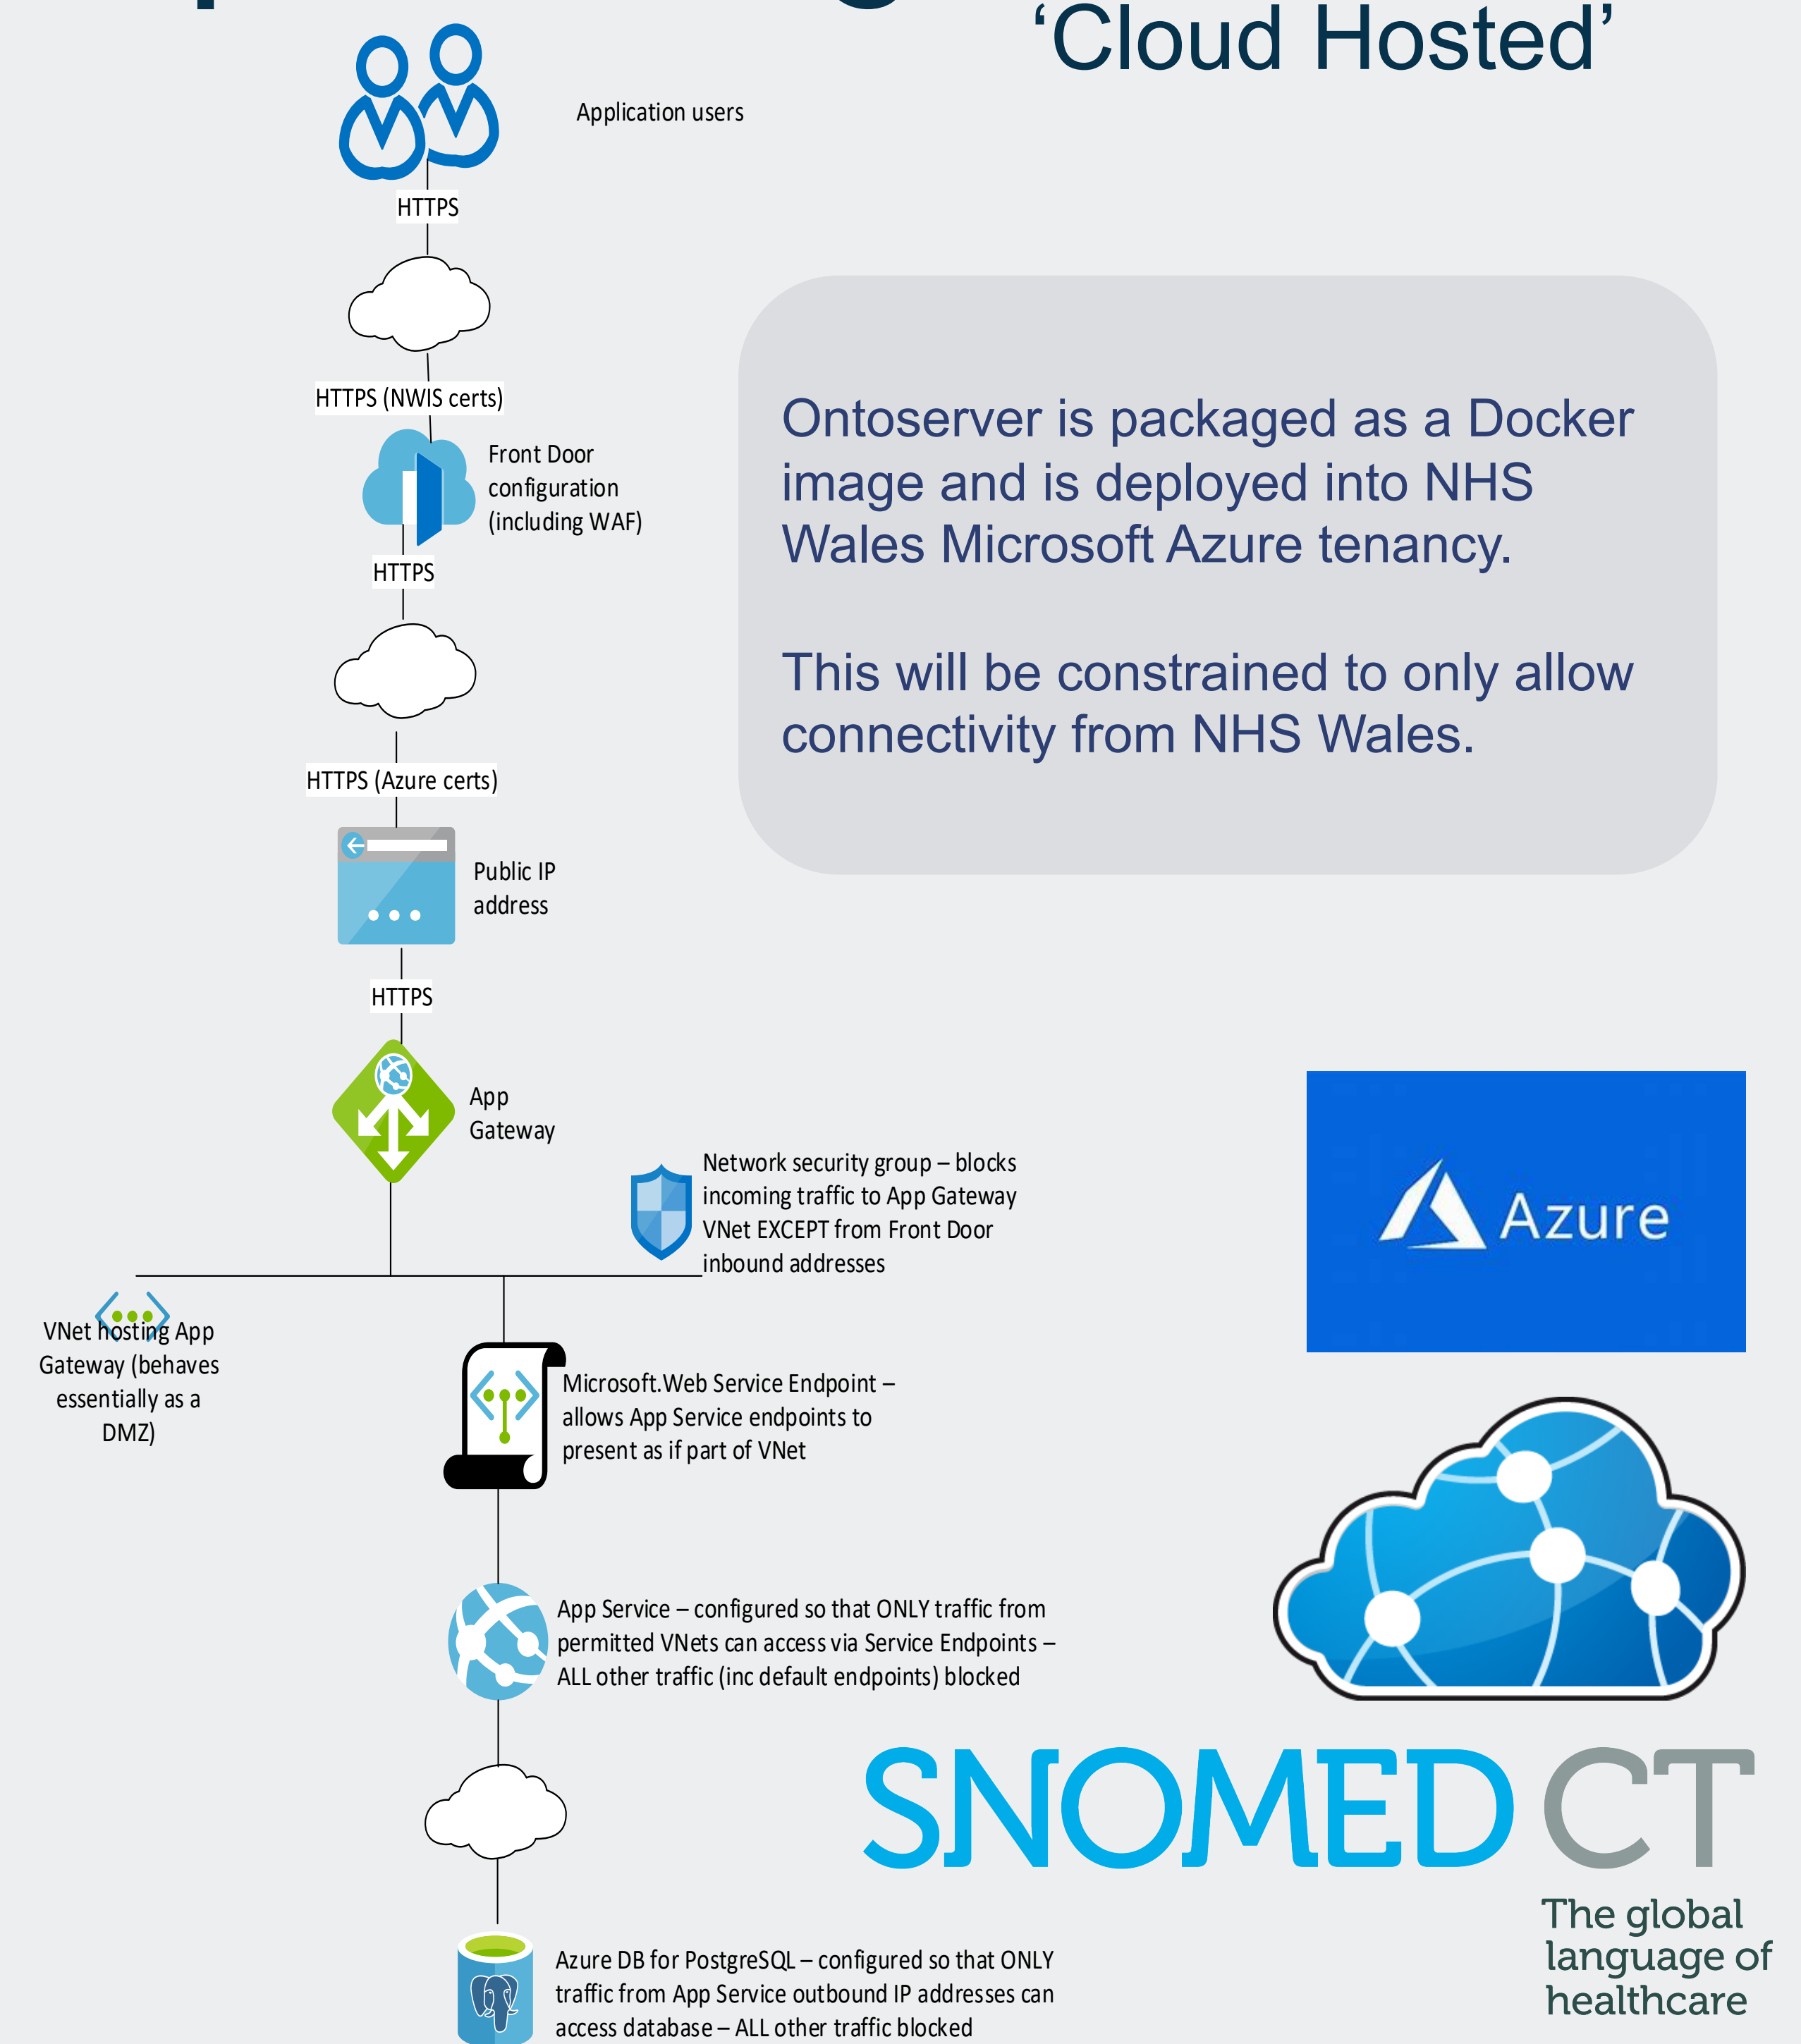 ‘Cloud Hosted’
Application users
HTTPS
HTTPS (NWIS certs)
Front Door
configuration
(including WAF)
HTTPS
Ontoserver is packaged as a Docker
image and is deployed into NHS
Wales Microsoft Azure tenancy.
This will be constrained to only allow
connectivity from NHS Wales.
HTTPS (Azure certs)
Public IP
address
HTTPS
App
Gateway
Network security group – blocks
incoming traffic to App Gateway
VNet EXCEPT from Front Door
inbound addresses
Azure
VNet hosting App
Gateway (behaves
essentially as a
DMZ)
Microsoft.Web Service Endpoint –
allows App Service endpoints to
present as if part of VNet
App Service – configured so that ONLY traffic from
permitted VNets can access via Service Endpoints –
ALL other traffic (inc default endpoints) blocked
SNOMED CT
The global
language of
healthcare
Azure DB for PostgreSQL – configured so that ONLY
traffic from App Service outbound IP addresses can
access database – ALL other traffic blocked